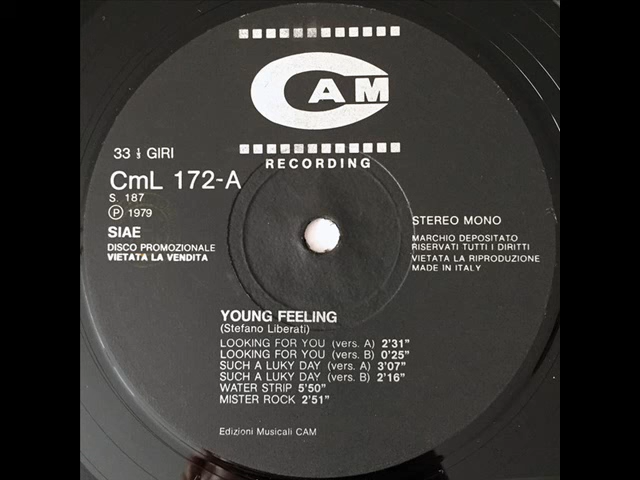 CAM
RECORDING
33 ⅓ GIRI
CmL 172-A
S. 187
Ⓟ 1979
SIAE
DISCO PROMOZIONALE
VIETATA LA VENDITA
STEREO MONO
MARCHIO DEPOSITATO
RISERVATI TUTTI I DIRITTI
VIETATA LA RIPRODUZIONE
MADE IN ITALY
YOUNG FEELING
(Stefano Liberati)
LOOKING FOR YOU (vers. A) 2'31"
LOOKING FOR YOU (vers. B) 0'25"
SUCH A LUKY DAY (vers. A) 3'07"
SUCH A LUKY DAY (vers. B) 2'16"
WATER STRIP 5'50"
MISTER ROCK 2'51"
Edizioni Musicali CAM